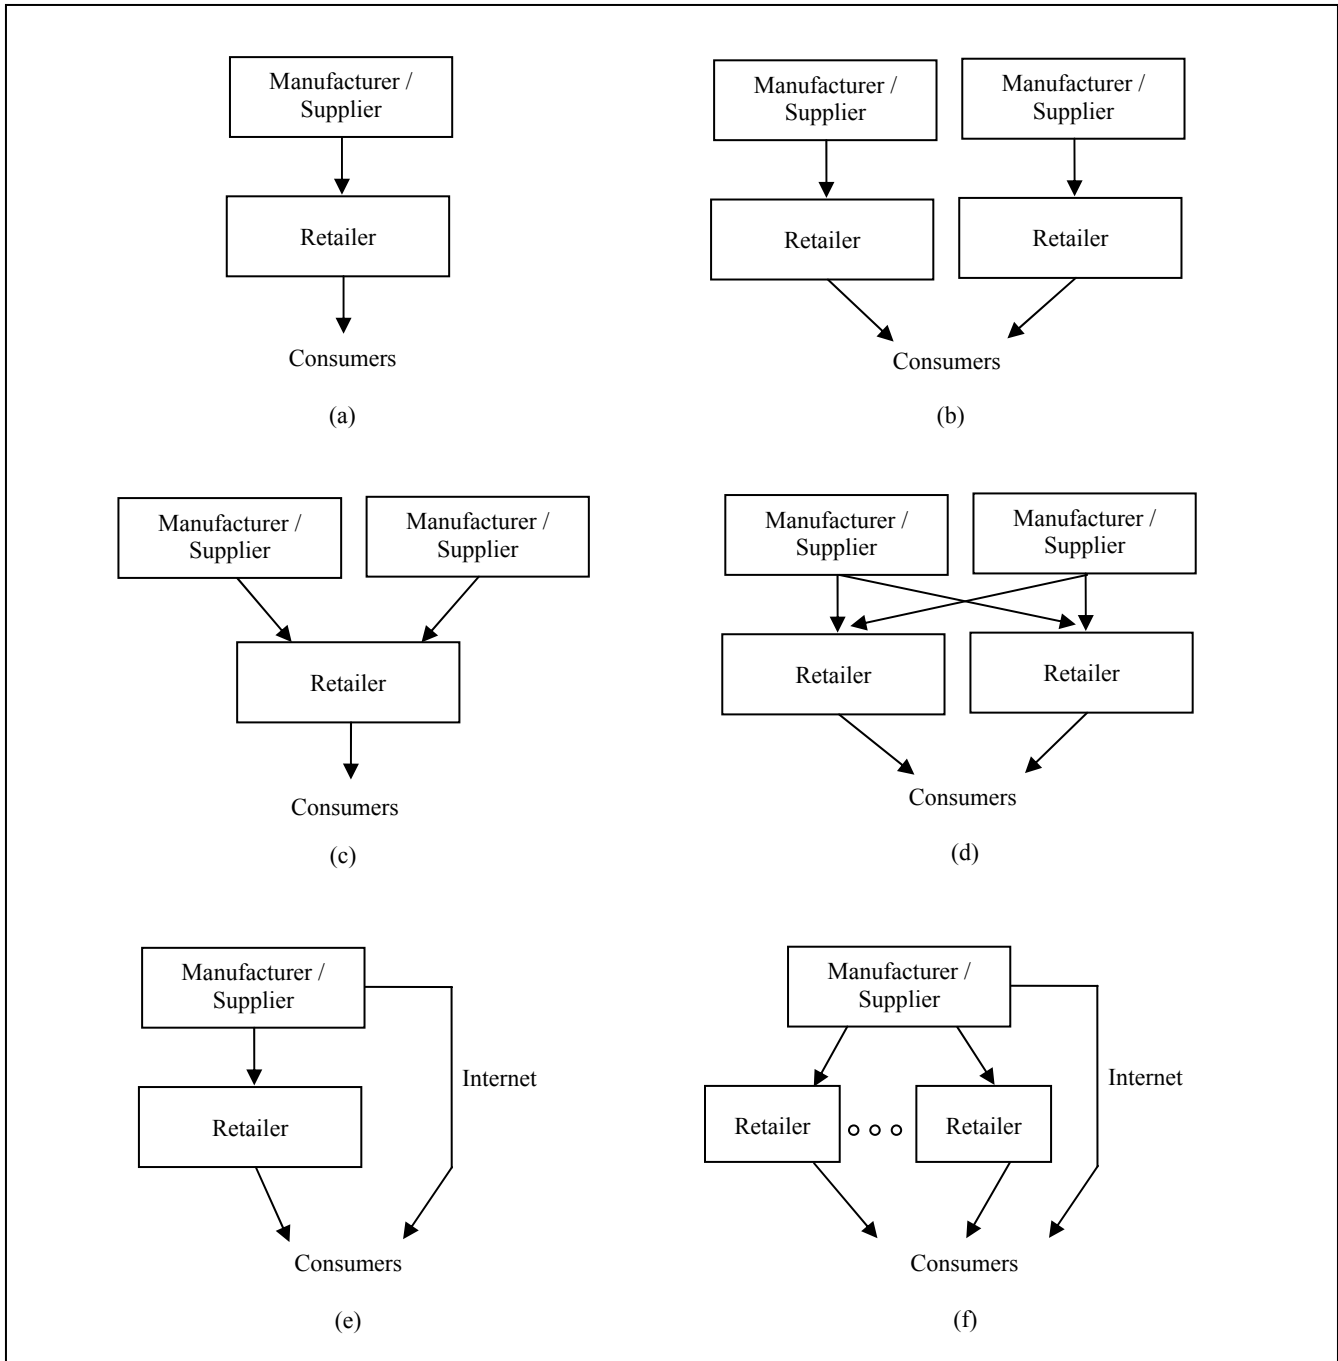 Manufacturer /
Supplier
Retailer
Consumers
(a)
Manufacturer /
Supplier
Manufacturer /
Supplier
Retailer
Retailer
Consumers
(b)
Manufacturer /
Supplier
Manufacturer /
Supplier
Retailer
Consumers
(c)
Manufacturer /
Supplier
Manufacturer /
Supplier
Retailer
Retailer
Consumers
(d)
Manufacturer /
Supplier
Internet
Retailer
Consumers
(e)
Manufacturer /
Supplier
Internet
Retailer
Retailer
Consumers
(f)